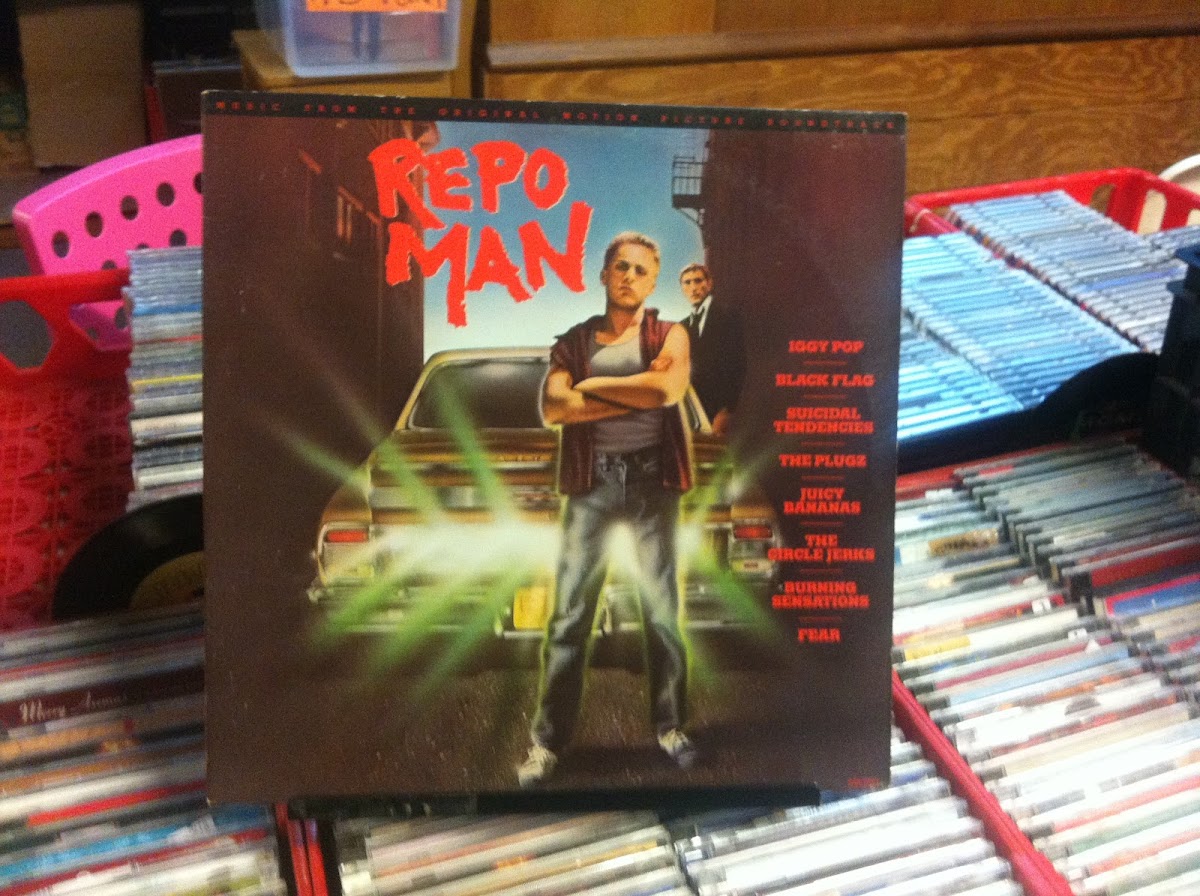 MUSIC FROM THE ORIGINAL MOTION PICTURE SOUNDTRACK
REPO
MAN
IGGY POP
BLACK FLAG
SUICIDAL
TENDENCIES
THE PLUGZ
JUICY
BANANAS
THE
CIRCLE JERKS
BURNING
SENSATIONS
FEAR